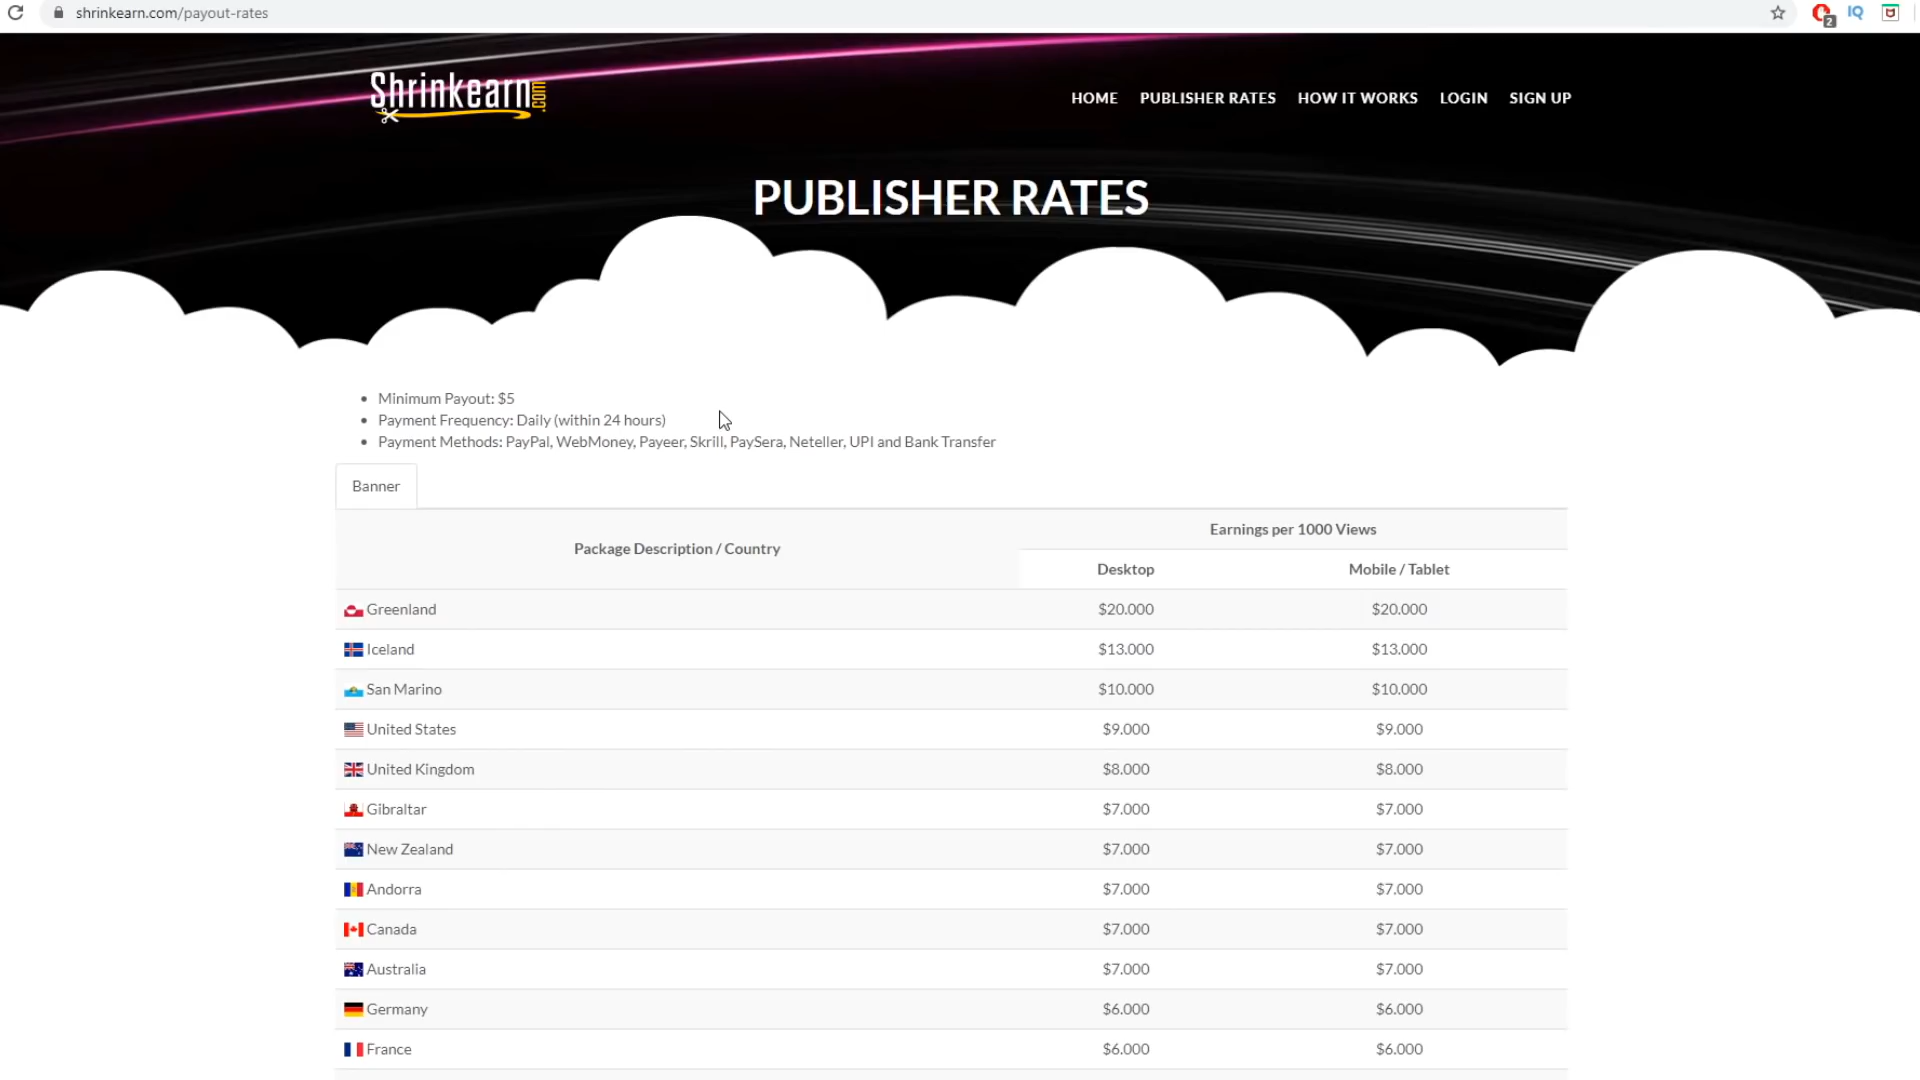 shrinkearn.com/payout-rates
2
IQ
Shrinkearn.com
HOME PUBLISHER RATES HOW IT WORKS LOGIN SIGN UP
PUBLISHER RATES
Minimum Payout: $5
Payment Frequency: Daily (within 24 hours)
Payment Methods: PayPal, WebMoney, Payeer, Skrill, PaySera, Neteller, UPI and Bank Transfer
Banner
Package Description / Country
Earnings per 1000 Views
Desktop Mobile / Tablet
Greenland $20.000 $20.000
Iceland $13.000 $13.000
San Marino $10.000 $10.000
United States $9.000 $9.000
United Kingdom $8.000 $8.000
Gibraltar $7.000 $7.000
New Zealand $7.000 $7.000
Andorra $7.000 $7.000
Canada $7.000 $7.000
Australia $7.000 $7.000
Germany $6.000 $6.000
France $6.000 $6.000